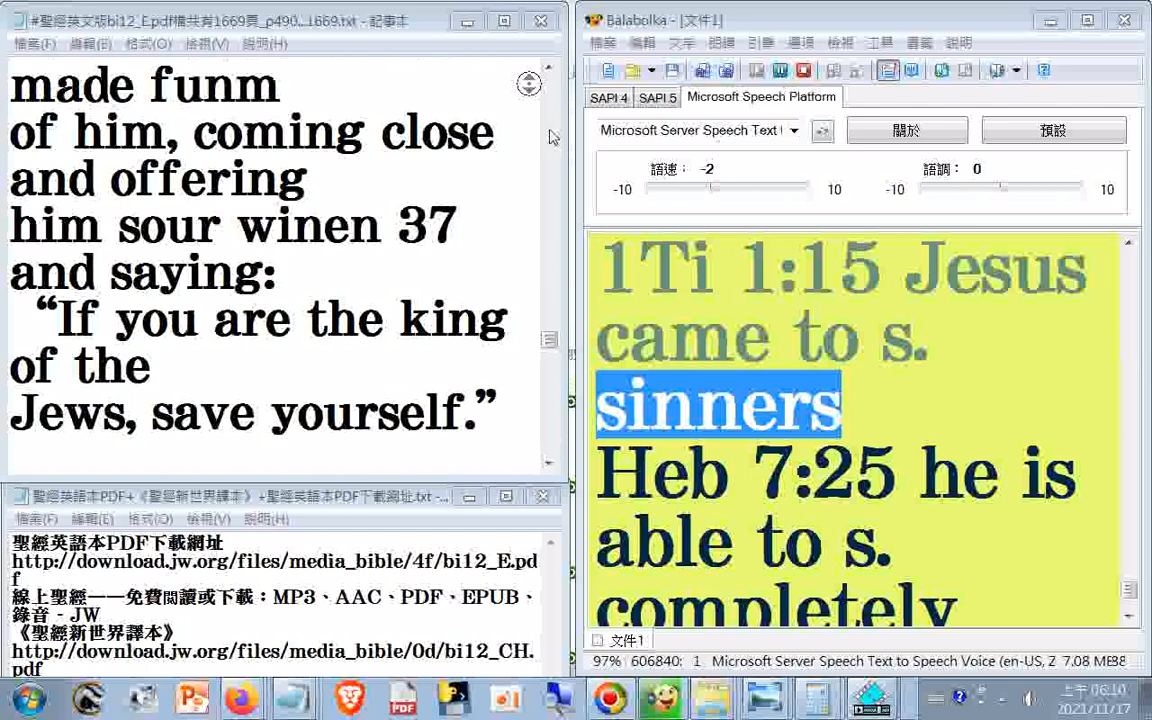 #聖經英文版bi12_E.pdf檔共有1669頁_p490...1669.txt - 記事本
檔案(F) 編輯(E) 格式(O) 檢視(V) 說明(H)
made funm
of him, coming close
and offering
him sour winen 37
and saying:
“If you are the king
of the
Jews, save yourself.”
聖經英語本PDF+《聖經新世界譯本》+聖經英語本PDF下載網址.txt - ...
檔案(F) 編輯(E) 格式(O) 檢視(V) 說明(H)
聖經英語本PDF下載網址
http://download.jw.org/files/media_bible/4f/bi12_E.pd
f
線上聖經——免費閱讀或下載：MP3、AAC、PDF、EPUB、
錄音 - JW
《聖經新世界譯本》
http://download.jw.org/files/media_bible/0d/bi12_CH.
pdf
Balabolka - [文件1]
檔案 編輯 文字 朗讀 引擎 選項 檢視 工具 書籤 說明
SAPI 4 SAPI 5 Microsoft Speech Platform
Microsoft Server Speech Text 關於 預設
語速： -2 語調： 0
-10 10 -10 10
1Ti 1:15 Jesus
came to s.
sinners
Heb 7:25 he is
able to s.
completely
文件1
97% 606840: 1 Microsoft Server Speech Text to Speech Voice (en-US, Z 7.08 MB
上午 06:10
2021/11/17